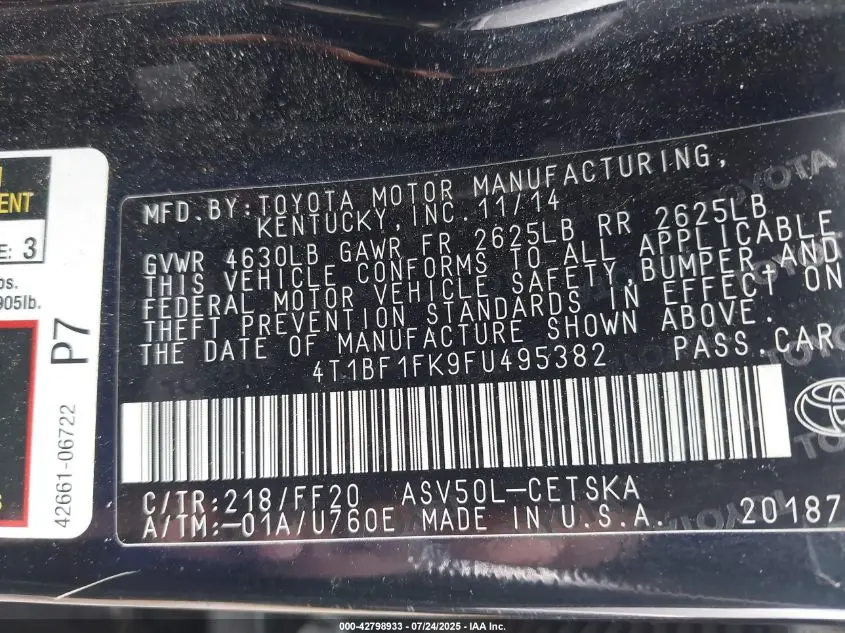 ENT
E: 3
os.
905lb.
P7
42661-06722
MFD.BY:TOYOTA MOTOR MANUFACTURING,
KENTUCKY,INC.11/14
GVWR 4630LB GAWR FR 2625LB RR 2625LB
THIS VEHICLE CONFORMS TO ALL APPLICABLE
FEDERAL MOTOR VEHICLE SAFETY,BUMPER,AND
THEFT PREVENTION STANDARDS IN EFFECT ON
THE DATE OF MANUFACTURE SHOWN ABOVE.
4T1BF1FK9FU495382 PASS.CAR
C/TR:218/FF20 ASV50L-CETSKA
A/TM:-01A/U760E MADE IN U.S.A. 20187
TOYOTA
000-42798933 - 07/24/2025 - IAA Inc.